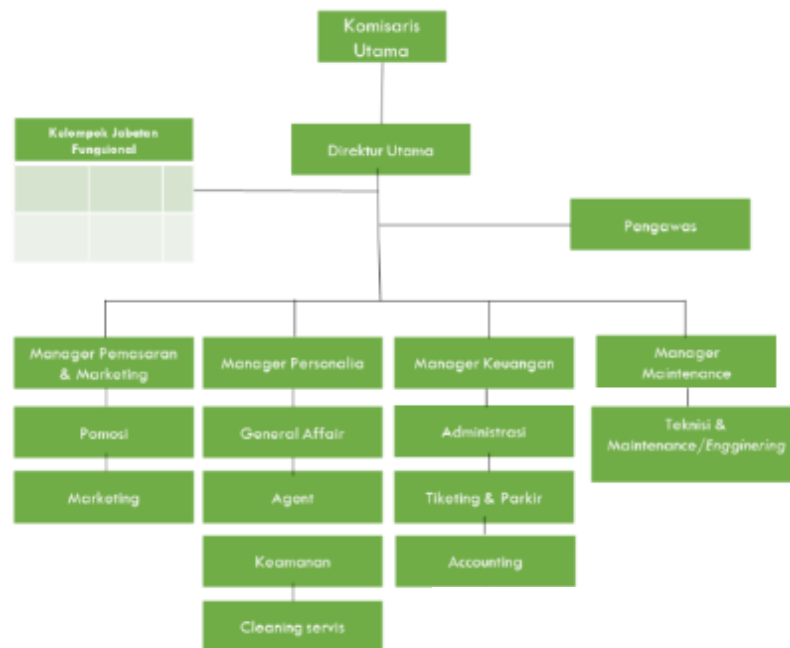 Komisaris
Utama
Kelompok Jabatan
Fungsional
Direktur Utama
Pengawas
Manager Pemasaran
& Marketing
Manager Personalia
Manager Keuangan
Manager
Maintenance
Pomosi
General Affair
Administrasi
Teknisi &
Maintenance/Engginering
Marketing
Agent
Tiketing & Parkir
Keamanan
Accounting
Cleaning servis